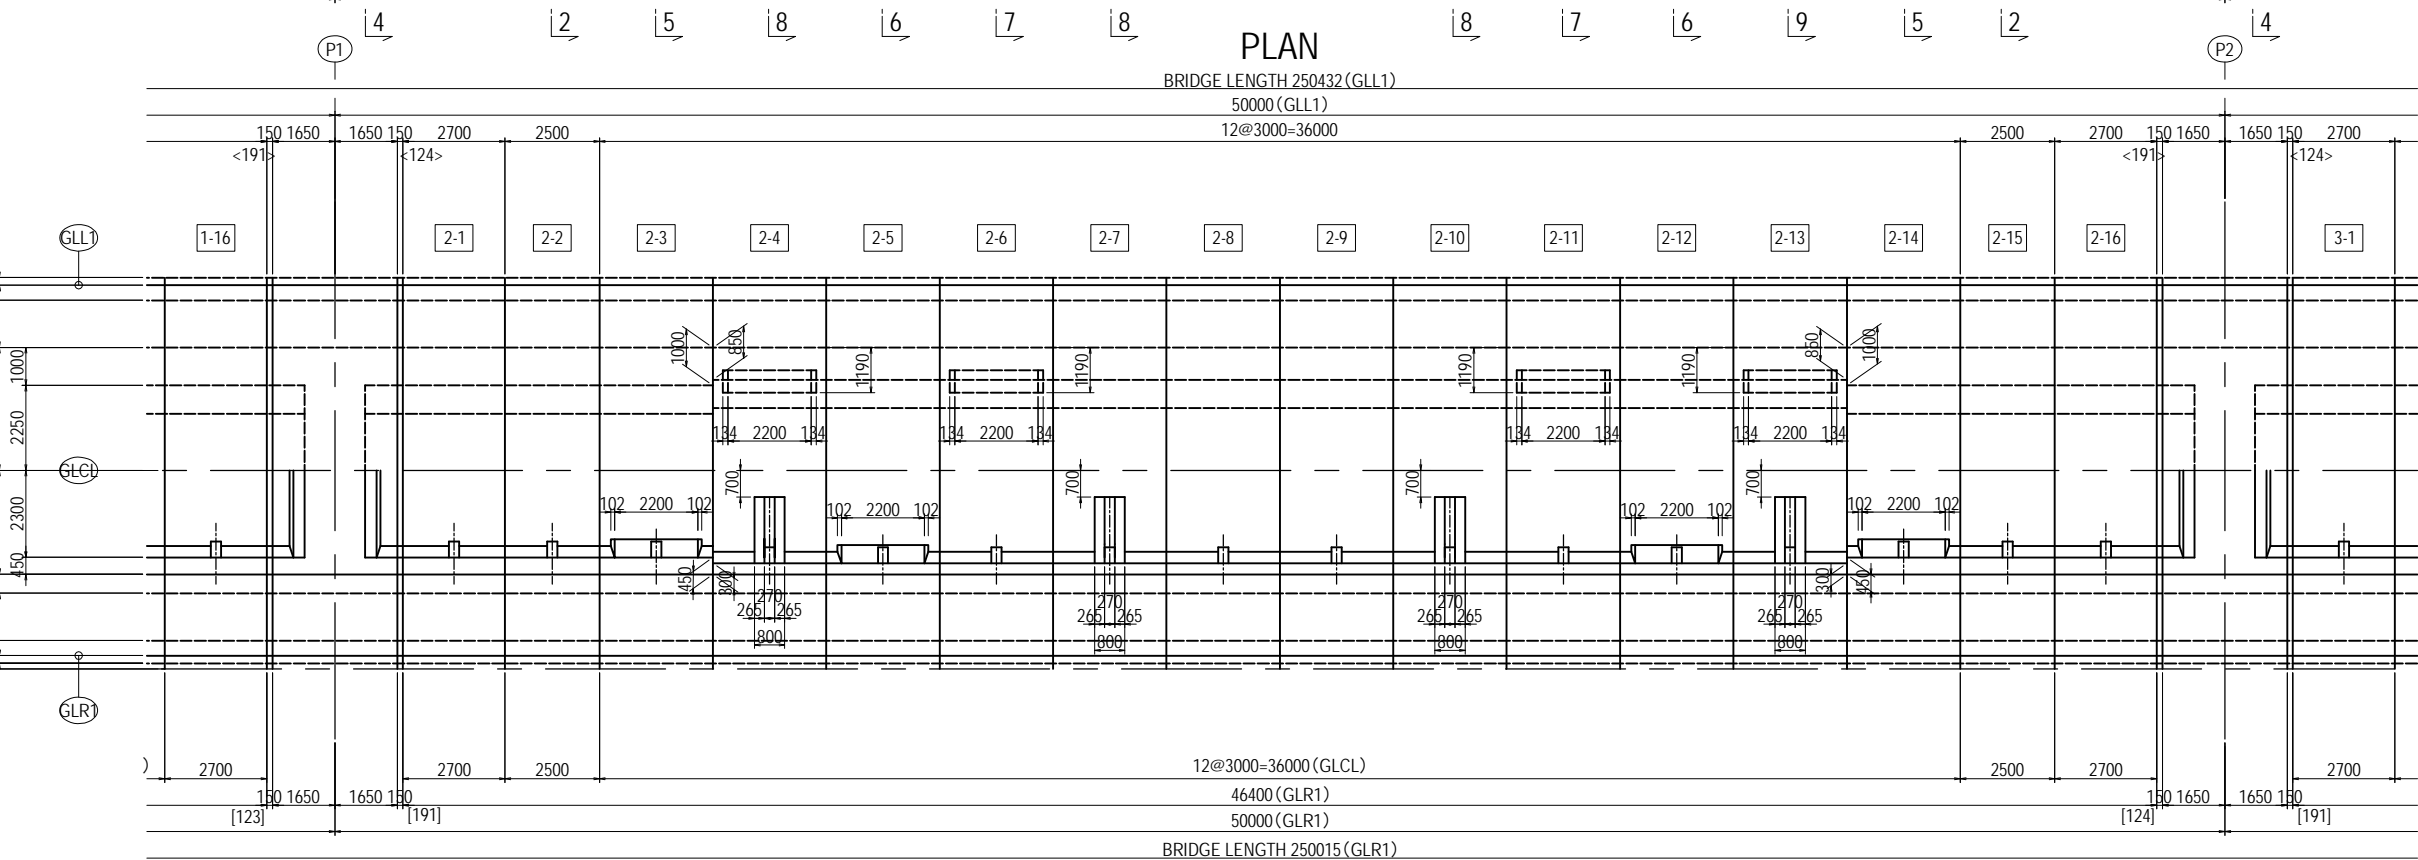 4 2 5 8 6 7 8 8 7 6 9 5 2 4
P1 PLAN P2
BRIDGE LENGTH 250432(GLL1)
50000(GLL1)
150 1650 1650 150 2700 2500 12@3000=36000 2500 2700 150 1650 1650 150 2700
<191> <124> <191> <124>
GLL1 1-16 2-1 2-2 2-3 2-4 2-5 2-6 2-7 2-8 2-9 2-10 2-11 2-12 2-13 2-14 2-15 2-16 3-1
1000 850 850 1000
1000 1190 1190 1190 1190
2250 134 2200 134 134 2200 134 134 2200 134 134 2200 134
GLCL 700 700 700 700
2300 102 2200 102 102 2200 102 102 2200 102 102 2200 102
450 450 300 300 450
270 270 270 270
265 265 265 265 265 265 265 265
800 800 800 800
GLR1
) 2700 2700 2500 12@3000=36000(GLCL) 2500 2700 2700
150 1650 1650 150 46400(GLR1) 150 1650 1650 150
[123] [191] [124] [191]
50000(GLR1)
BRIDGE LENGTH 250015(GLR1)